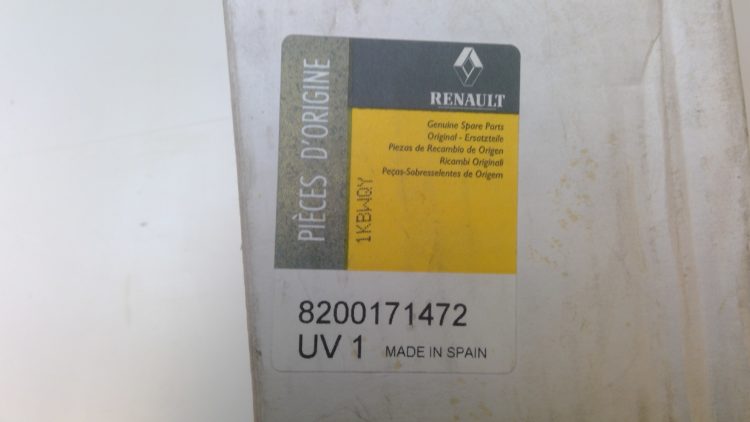 PIÈCES D'ORIGINE
RENAULT
Genuine Spare Parts
Original - Ersatzteile
Piezas de Recambio de Origen
Ricambi Originali
Peças-Sobresselentes de Origem
1KBWQY
8200171472
UV 1 MADE IN SPAIN